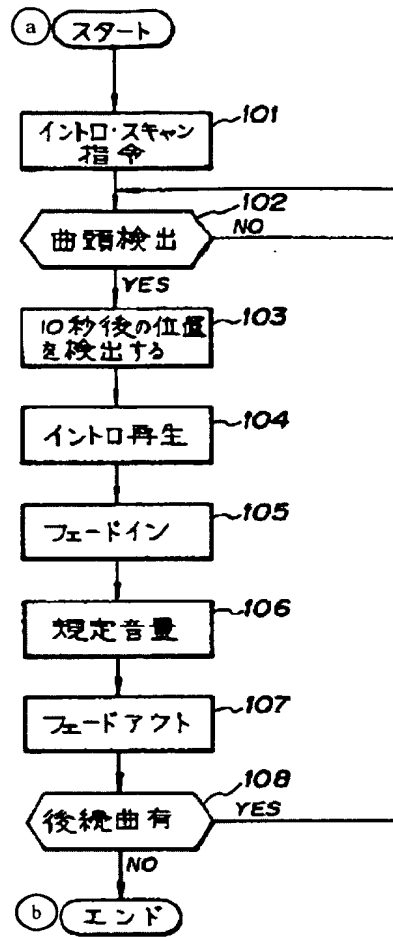 a スタート
101
イントロ・スキャン
指令
102
曲頭検出
NO
YES
103
10秒後の位置
を検出する
104
イントロ再生
105
フェードイン
106
規定音量
107
フェードアウト
108
後続曲有
YES
NO
b エンド